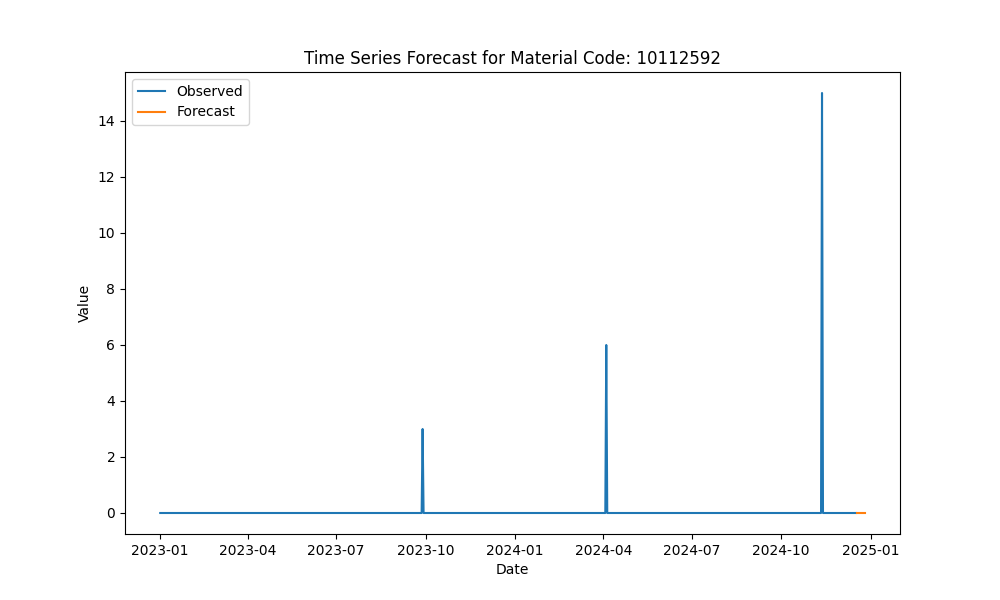 Time Series Forecast for Material Code: 10112592
Observed
Forecast
14
12
10
8
6
4
2
0
Value
2023-01 2023-04 2023-07 2023-10 2024-01 2024-04 2024-07 2024-10 2025-01
Date